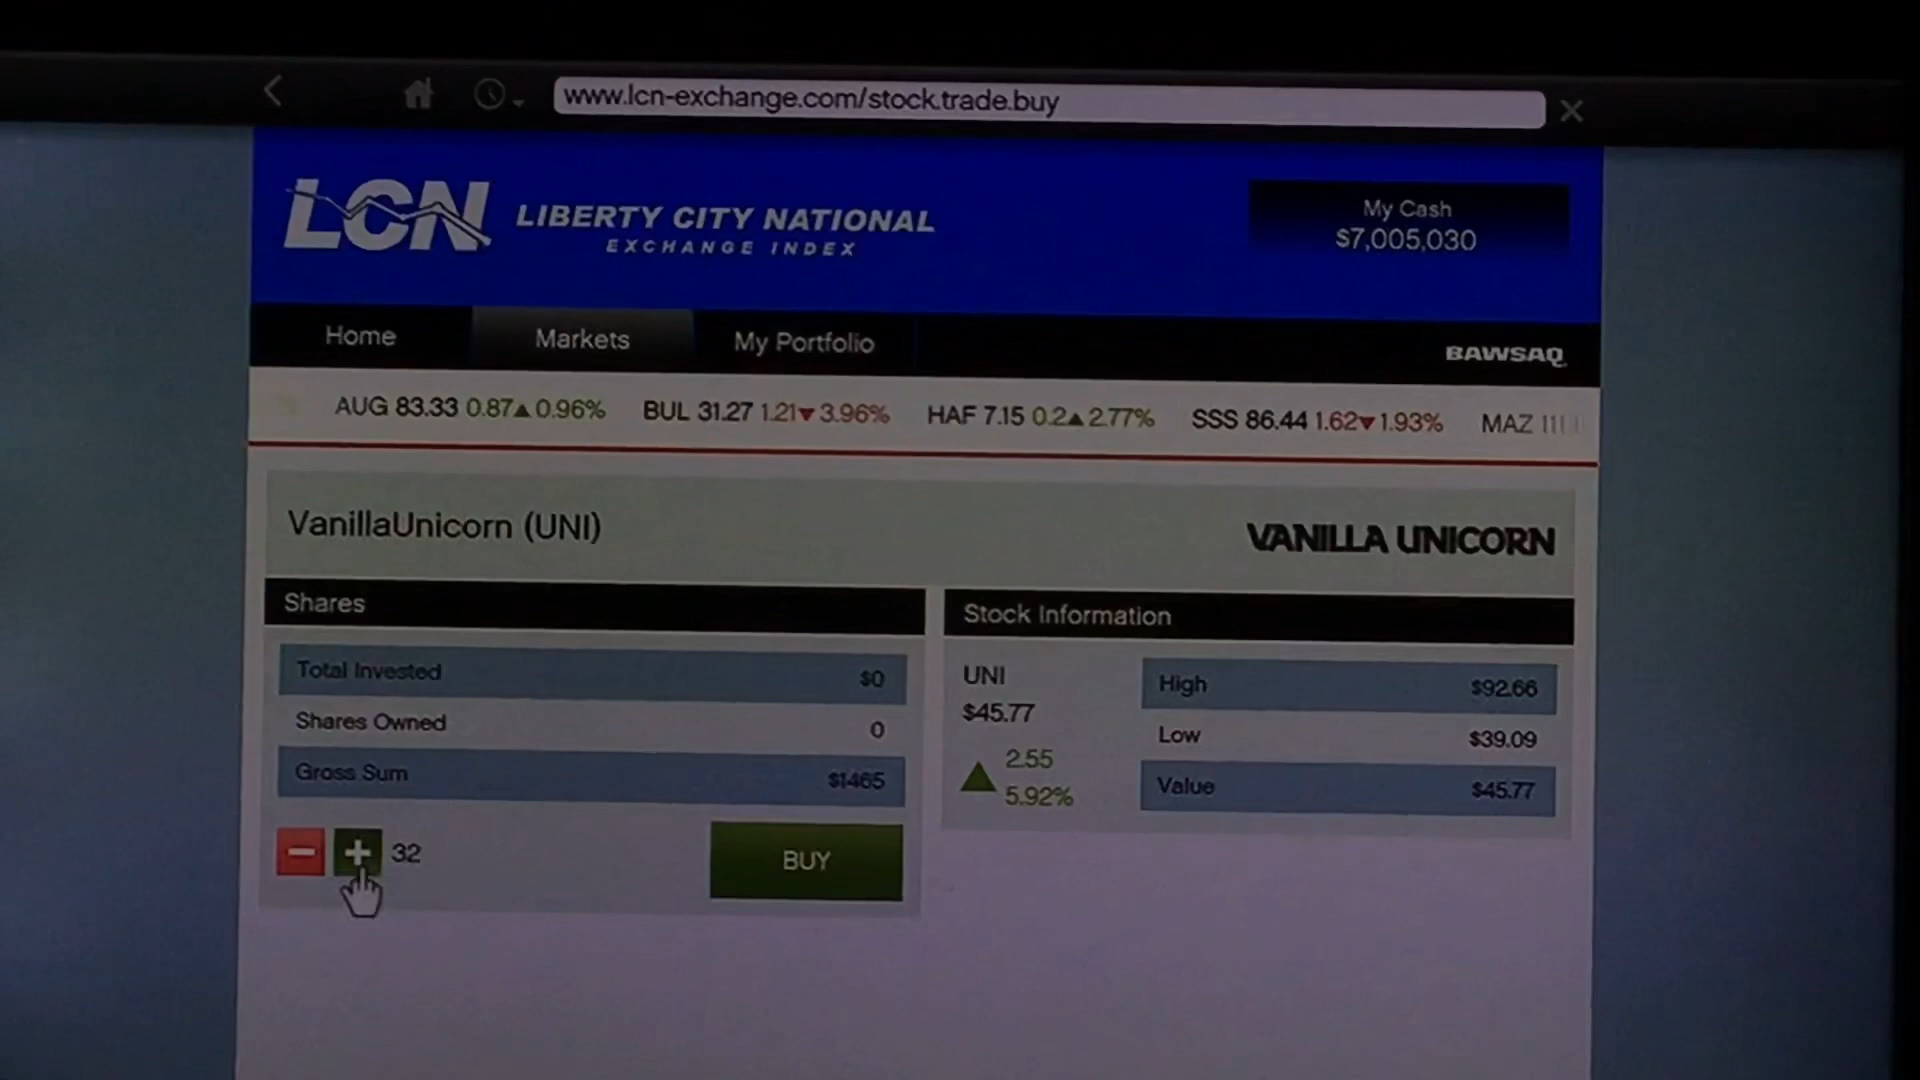 www.lcn-exchange.com/stock.trade.buy
LCN LIBERTY CITY NATIONAL
EXCHANGE INDEX
My Cash
$7,005,030
Home Markets My Portfolio BAWSAQ
AUG 83.33 0.87▲0.96% BUL 31.27 1.21▼3.96% HAF 7.15 0.2▲2.77% SSS 86.44 1.62▼1.93% MAZ
VanillaUnicorn (UNI) VANILLA UNICORN
Shares
Total Invested $0
Shares Owned 0
Gross Sum $1465
32
BUY
Stock Information
UNI
$45.77
▲ 2.55
5.92%
High $92.66
Low $39.09
Value $45.77